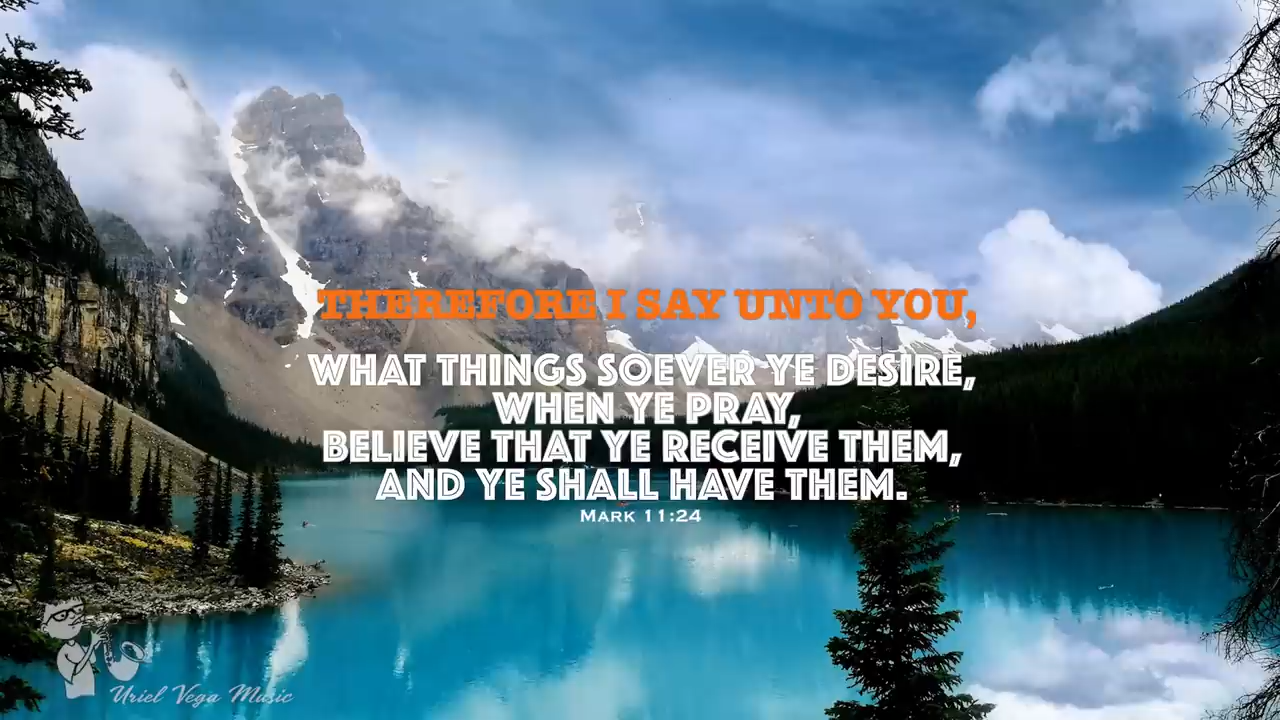 THEREFORE I SAY UNTO YOU,
WHAT THINGS SOEVER YE DESIRE,
WHEN YE PRAY,
BELIEVE THAT YE RECEIVE THEM,
AND YE SHALL HAVE THEM.
MARK 11:24
Uriel Vega Music